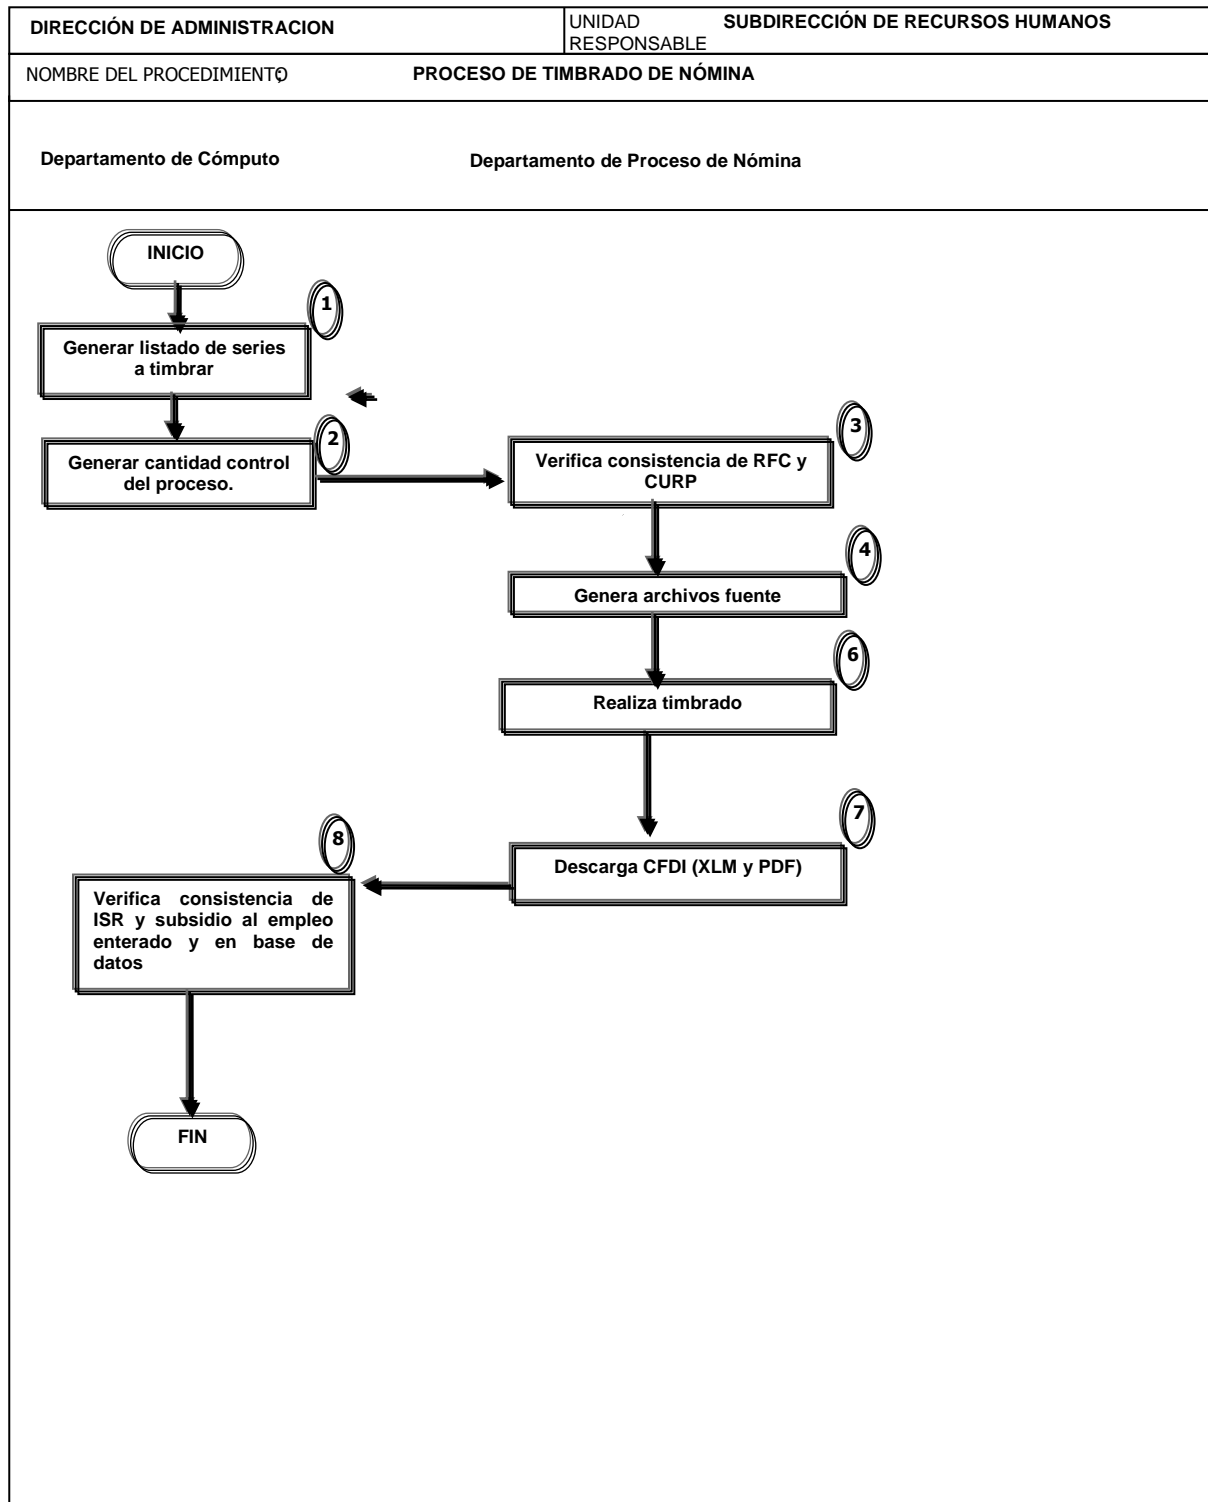 DIRECCIÓN DE ADMINISTRACION
UNIDAD
RESPONSABLE
SUBDIRECCIÓN DE RECURSOS HUMANOS
NOMBRE DEL PROCEDIMIENTO:
PROCESO DE TIMBRADO DE NÓMINA
Departamento de Cómputo
Departamento de Proceso de Nómina
INICIO
1
Generar listado de series
a timbrar
2
Generar cantidad control
del proceso.
3
Verifica consistencia de RFC y
CURP
4
Genera archivos fuente
6
Realiza timbrado
7
Descarga CFDI (XLM y PDF)
8
Verifica consistencia de
ISR y subsidio al empleo
enterado y en base de
datos
FIN